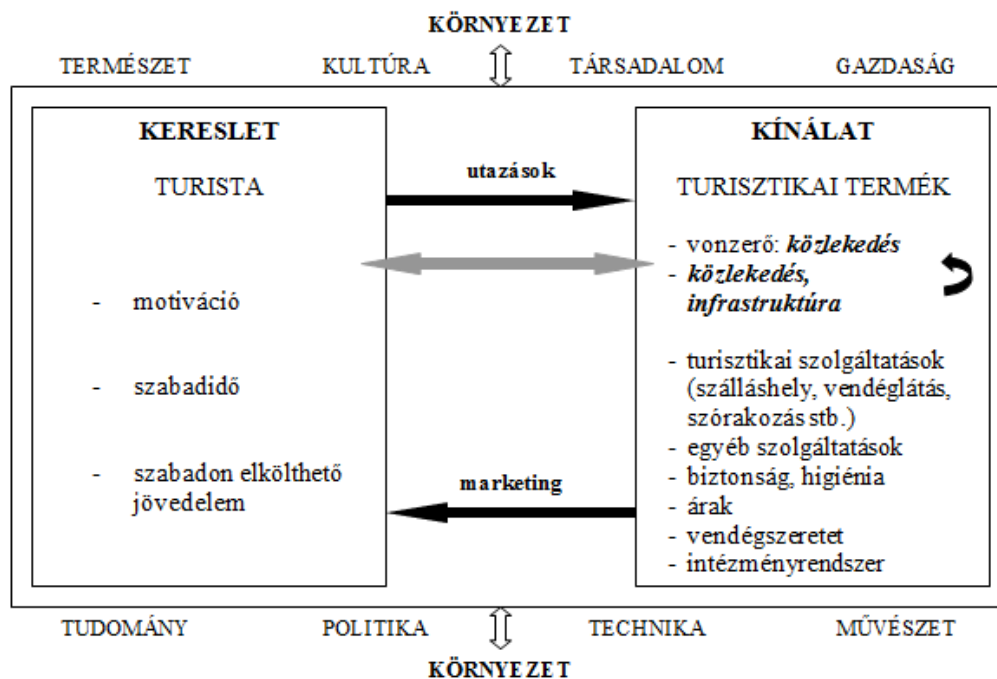 KÖRNYEZET
TERMÉSZET KULTÚRA TÁRSADALOM GAZDASÁG
KERESLET
TURISTA
- motiváció
- szabadidő
- szabadon elkölthető
jövedelem
utazások
marketing
KÍNÁLAT
TURISZTIKAI TERMÉK
- vonzerő: közlekedés
- közlekedés,
infrastruktúra
- turisztikai szolgáltatások
(szálláshely, vendéglátás,
szórakozás stb.)
- egyéb szolgáltatások
- biztonság, higiénia
- árak
- vendégszeretet
- intézményrendszer
TUDOMÁNY POLITIKA TECHNIKA MŰVÉSZET
KÖRNYEZET